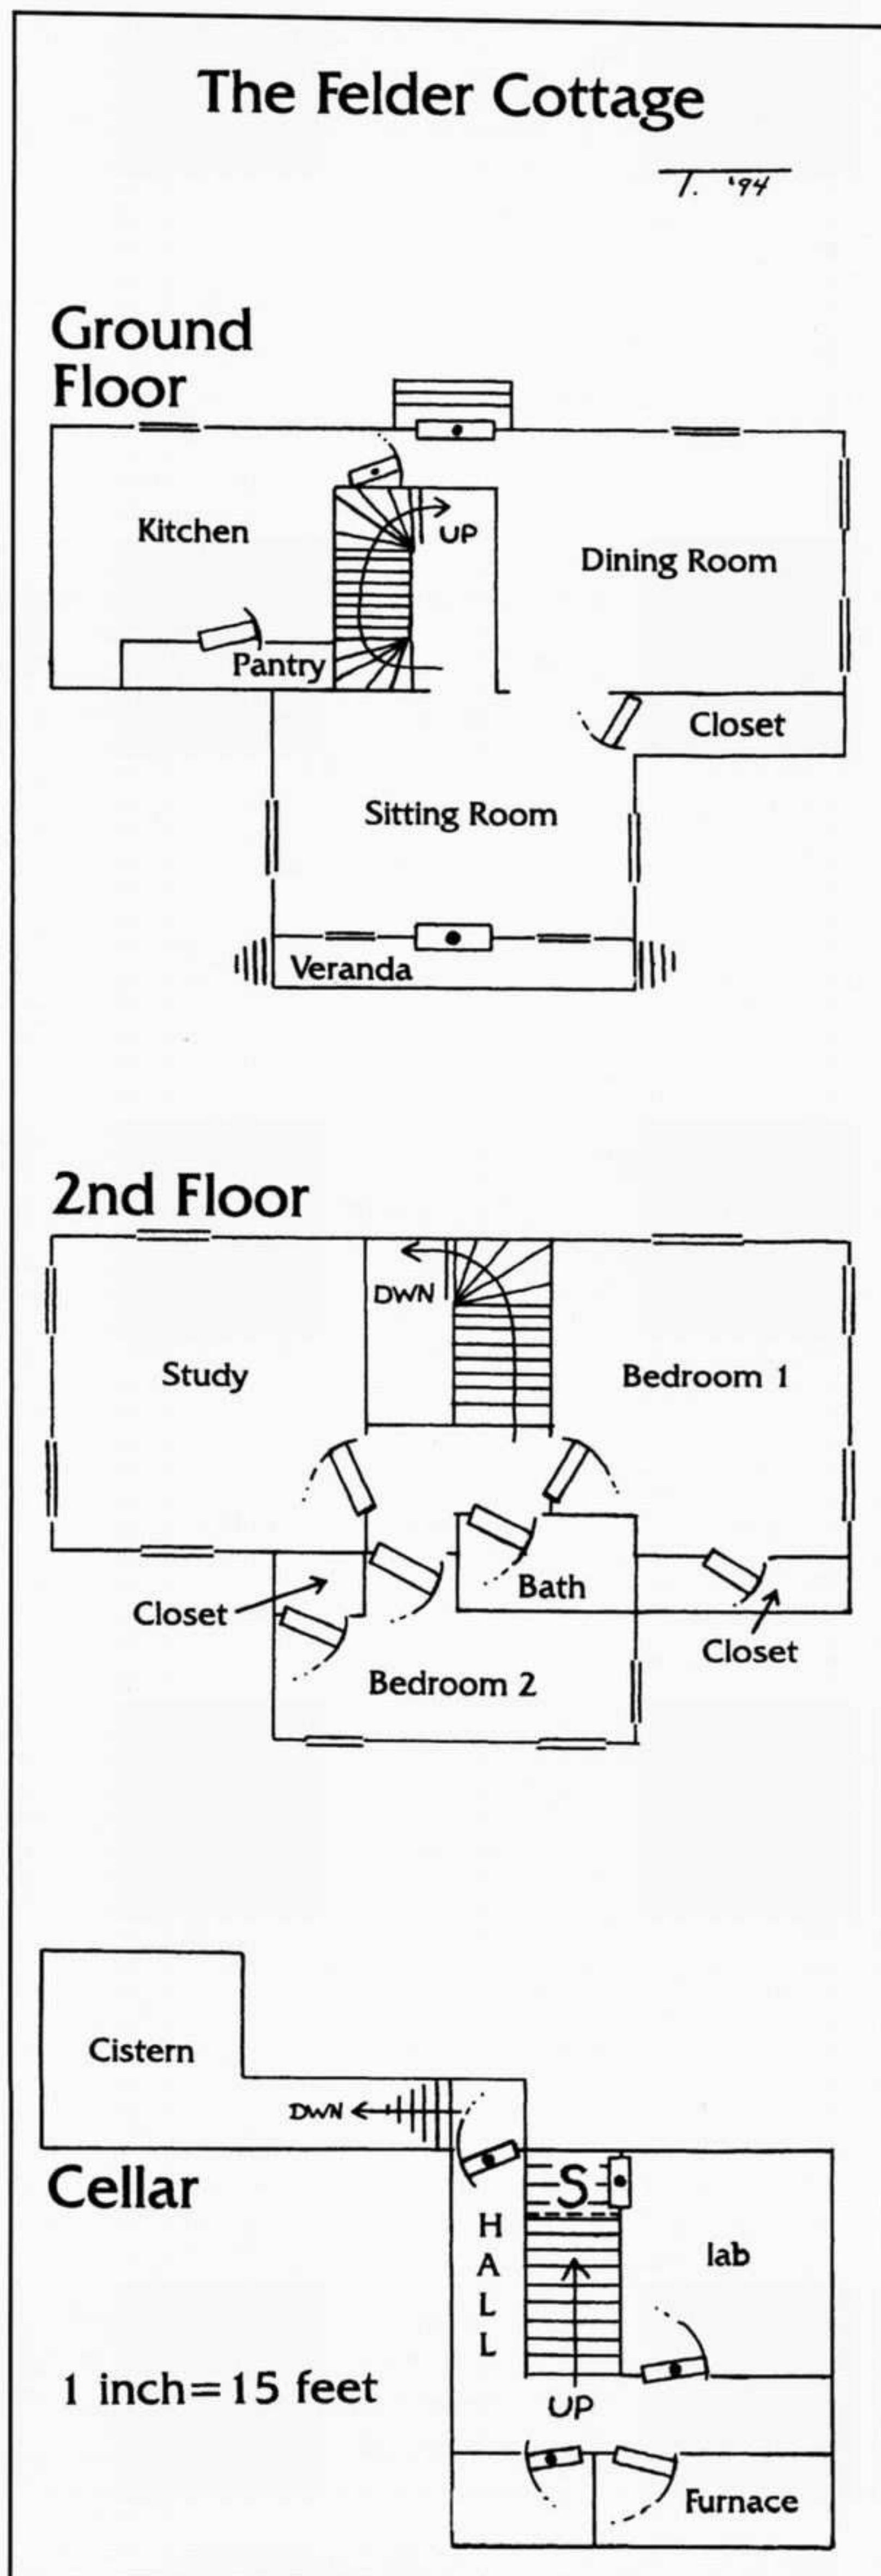 The Felder Cottage
T. '94
Ground
Floor
Kitchen
UP
Dining Room
Pantry
Closet
Sitting Room
Veranda
2nd Floor
DWN
Study
Bedroom 1
Bath
Closet
Closet
Bedroom 2
Cistern
DWN
Cellar
S
HALL
lab
1 inch=15 feet
UP
Furnace